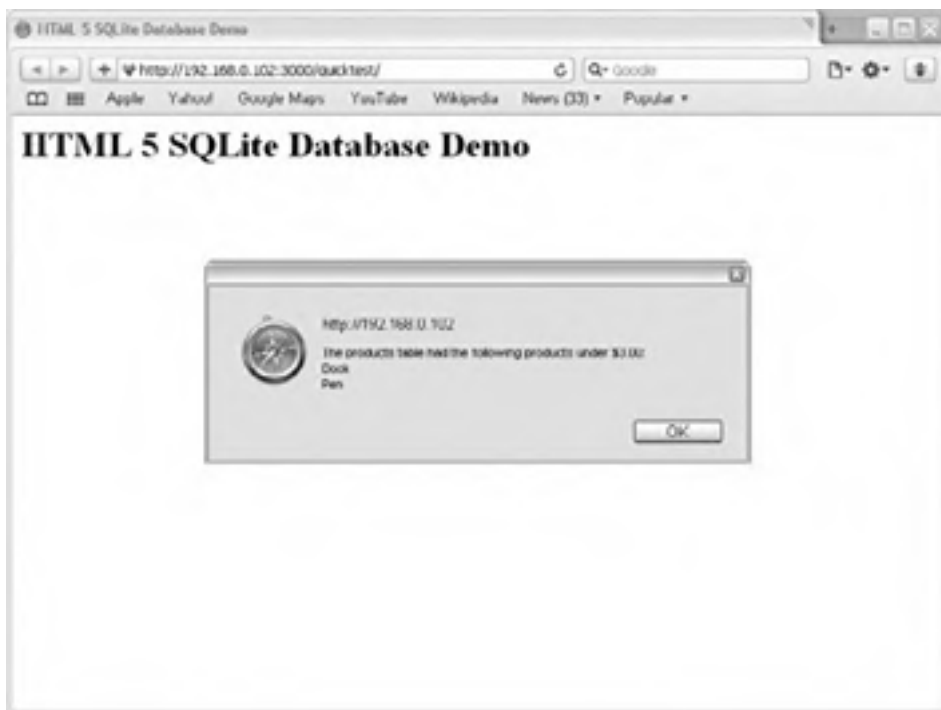 HTML 5 SQLite Database Demo
http://192.168.0.102:3000/quicktest/
Google
Apple Yahoo! Google Maps YouTube Wikipedia News (33) Popular
HTML 5 SQLite Database Demo
http://192.168.0.102
The products table had the following products under $3.00:
Pen
OK